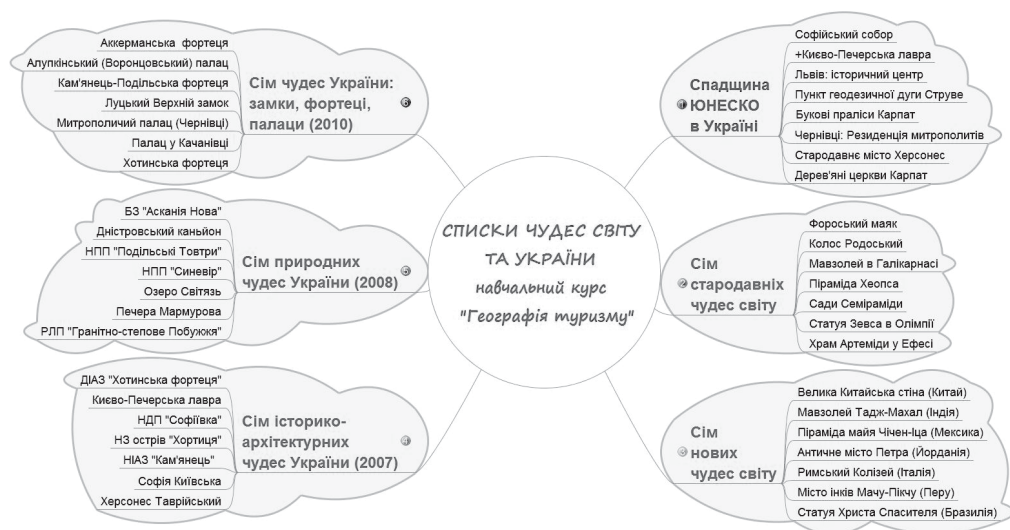 Аккерманська фортеця
Алупкінський (Воронцовський) палац
Кам'янець-Подільська фортеця
Луцький Верхній замок
Митрополичий палац (Чернівці)
Палац у Качанівці
Хотинська фортеця
Сім чудес України:
замки, фортеці,
палаци (2010)
БЗ "Асканія Нова"
Дністровський каньйон
НПП "Подільські Товтри"
НПП "Синевір"
Озеро Світязь
Печера Мармурова
РЛП "Гранітно-степове Побужжя"
Сім природних
чудес України (2008)
ДІАЗ "Хотинська фортеця"
Києво-Печерська лавра
НДП "Софіївка"
НЗ острів "Хортиця"
НІАЗ "Кам'янець"
Софія Київська
Херсонес Таврійський
Сім історико-
архітектурних
чудес України (2007)
СПИСКИ ЧУДЕС СВІТУ
ТА УКРАЇНИ
навчальний курс
"Географія туризму"
Спадщина
ЮНЕСКО
в Україні
Софійський собор
+Києво-Печерська лавра
Львів: історичний центр
Пункт геодезичної дуги Струве
Букові праліси Карпат
Чернівці: Резиденція митрополитів
Стародавнє місто Херсонес
Дерев'яні церкви Карпат
Сім
стародавніх
чудес світу
Фороський маяк
Колос Родоський
Мавзолей в Галікарнасі
Піраміда Хеопса
Сади Семіраміди
Статуя Зевса в Олімпії
Храм Артеміди у Ефесі
Сім
нових
чудес світу
Велика Китайська стіна (Китай)
Мавзолей Тадж-Махал (Індія)
Піраміда майя Чічен-Іца (Мексика)
Античне місто Петра (Йорданія)
Римський Колізей (Італія)
Місто інків Мачу-Пікчу (Перу)
Статуя Христа Спасителя (Бразилія)